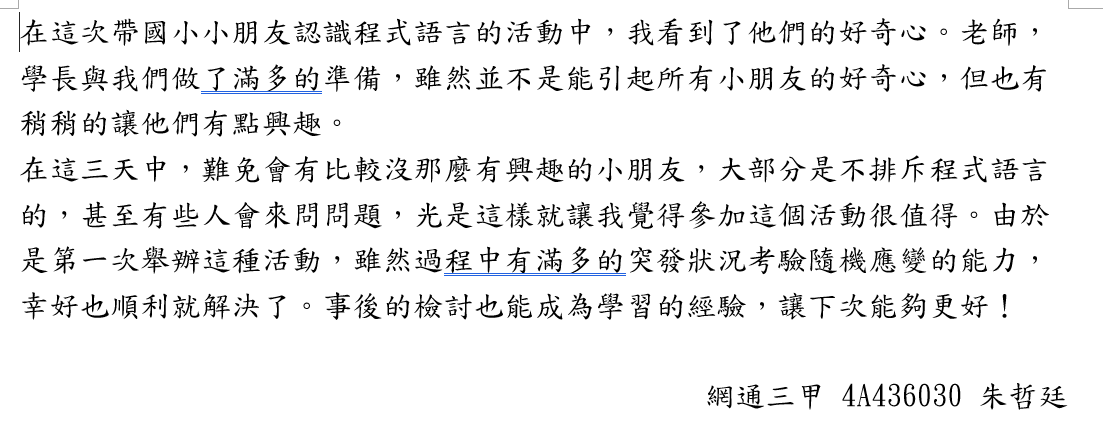 在這次帶國小小朋友認識程式語言的活動中，我看到了他們的好奇心。老師，
學長與我們做了滿多的準備，雖然並不是能引起所有小朋友的好奇心，但也有
稍稍的讓他們有點興趣。
在這三天中，難免會有比較沒那麼有興趣的小朋友，大部分是不排斥程式語言
的，甚至有些人會來問問題，光是這樣就讓我覺得參加這個活動很值得。由於
是第一次舉辦這種活動，雖然過程中有滿多的突發狀況考驗隨機應變的能力，
幸好也順利就解決了。事後的檢討也能成為學習的經驗，讓下次能夠更好！
網通三甲 4A436030 朱哲廷